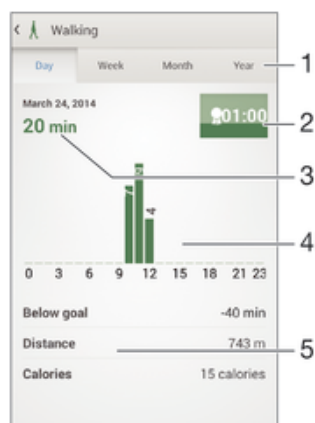 Walking
Day Week Month Year
1
March 24, 2014
20 min
01:00
2
3
4
4
0 3 6 9 12 15 18 21 23
Below goal -40 min
Distance 743 m
5
Calories 15 calories